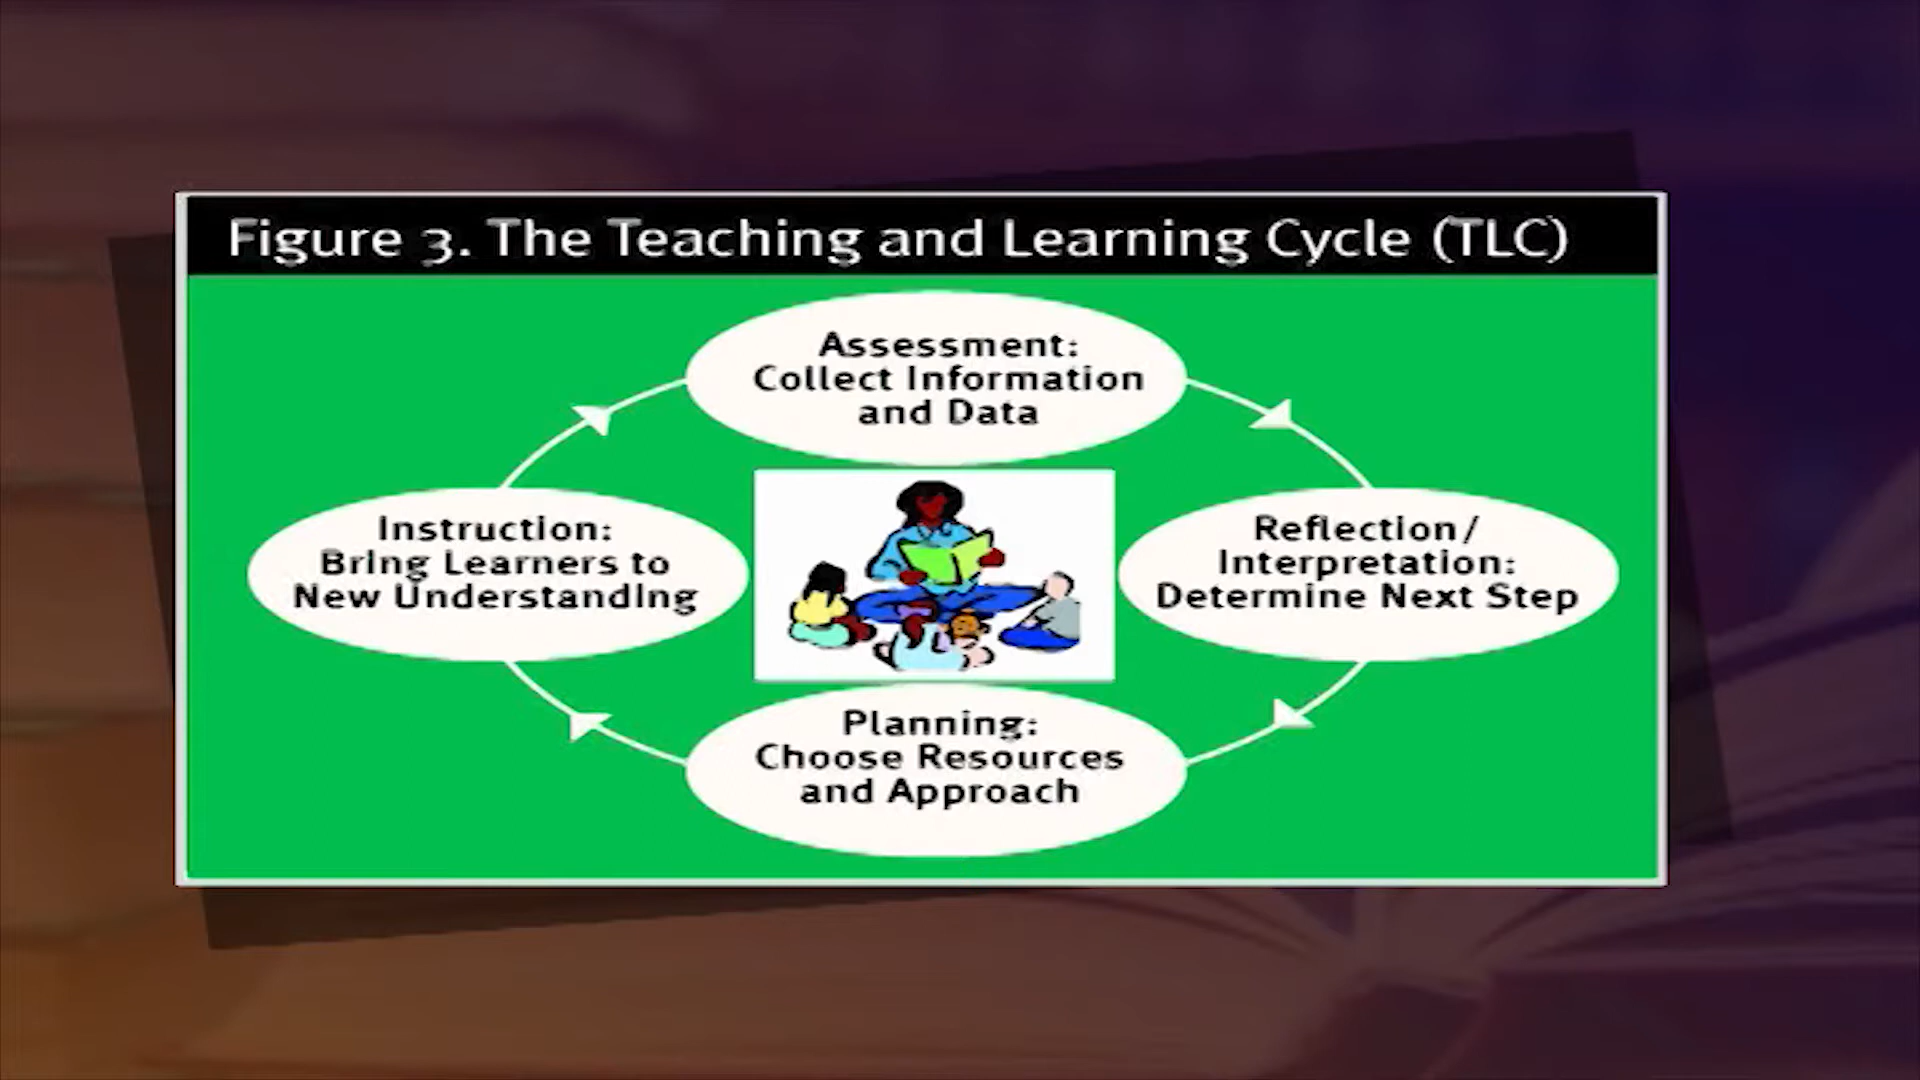 Figure 3. The Teaching and Learning Cycle (TLC)
Assessment:
Collect Information
and Data
Instruction:
Bring Learners to
New Understanding
Reflection/
Interpretation:
Determine Next Step
Planning:
Choose Resources
and Approach